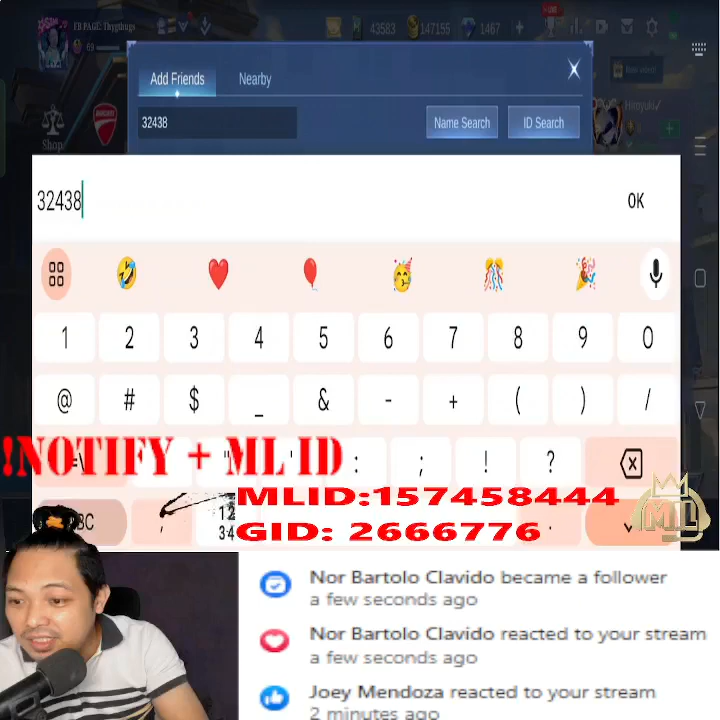 FB PAGE: Thygthugs
69
43583
147155
1467
Add Friends
Nearby
32438
Name Search
ID Search
Shop
32438
OK
1 2 3 4 5 6 7 8 9 0
@ # $ _ & - + ( ) /
" ' : ; ! ?
!NOTIFY + ML ID
MLID:157458444
GID: 2666776
, 12
34 .
ML
Nor Bartolo Clavido became a follower
a few seconds ago
Nor Bartolo Clavido reacted to your stream
a few seconds ago
Joey Mendoza reacted to your stream
2 minutes ago